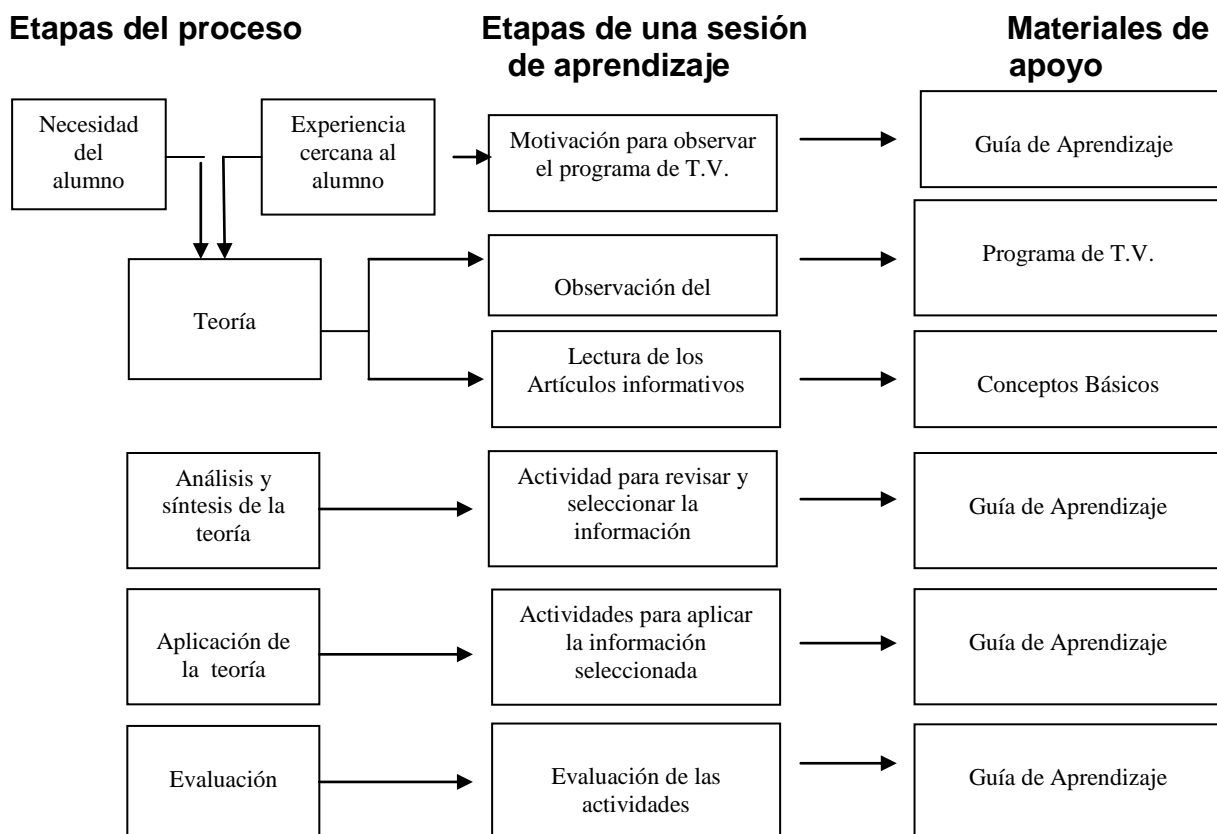 Etapas del proceso
Etapas de una sesión
de aprendizaje
Materiales de
apoyo
Necesidad
del
alumno
Experiencia
cercana al
alumno
Motivación para observar
el programa de T.V.
Guía de Aprendizaje
Teoría
Observación del
Programa de T.V.
Lectura de los
Artículos informativos
Conceptos Básicos
Análisis y
síntesis de la
teoría
Actividad para revisar y
seleccionar la
información
Guía de Aprendizaje
Aplicación de
la teoría
Actividades para aplicar
la información
seleccionada
Guía de Aprendizaje
Evaluación
Evaluación de las
actividades
Guía de Aprendizaje